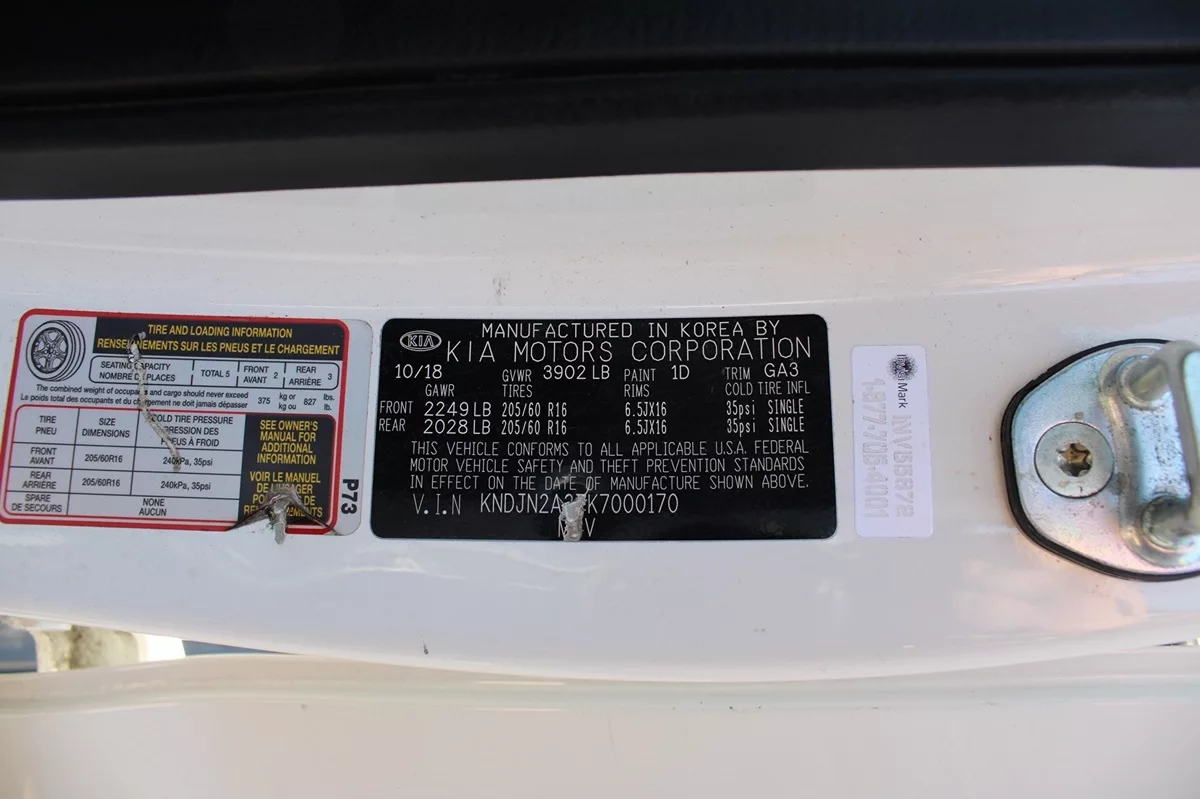 TIRE AND LOADING INFORMATION
RENSEIGNEMENTS SUR LES PNEUS ET LE CHARGEMENT
SEATING CAPACITY
NOMBRE DE PLACES
TOTAL 5
FRONT
AVANT 2
REAR
ARRIÈRE 3
The combined weight of occupants and cargo should never exceed 375 kg or 827 lbs.
Le poids total des occupants et du chargement ne doit jamais dépasser kg ou lb.
TIRE
PNEU
SIZE
DIMENSIONS
COLD TIRE PRESSURE
PRESSION DES
PNEUS À FROID
FRONT
AVANT
205/60R16
240kPa, 35psi
REAR
ARRIÈRE
205/60R16
240kPa, 35psi
SPARE
DE SECOURS
NONE
AUCUN
SEE OWNER'S
MANUAL FOR
ADDITIONAL
INFORMATION
VOIR LE MANUEL
DE L'USAGER
POUR
P73
KIA
MANUFACTURED IN KOREA BY
KIA MOTORS CORPORATION
10/18 GVWR 3902 LB PAINT 1D TRIM GA3
GAWR TIRES RIMS COLD TIRE INFL
FRONT 2249 LB 205/60 R16 6.5JX16 35psi SINGLE
REAR 2028 LB 205/60 R16 6.5JX16 35psi SINGLE
THIS VEHICLE CONFORMS TO ALL APPLICABLE U.S.A. FEDERAL
MOTOR VEHICLE SAFETY AND THEFT PREVENTION STANDARDS
IN EFFECT ON THE DATE OF MANUFACTURE SHOWN ABOVE.
V.I.N KNDJN2A K7000170
Mark
1-877-706-4001